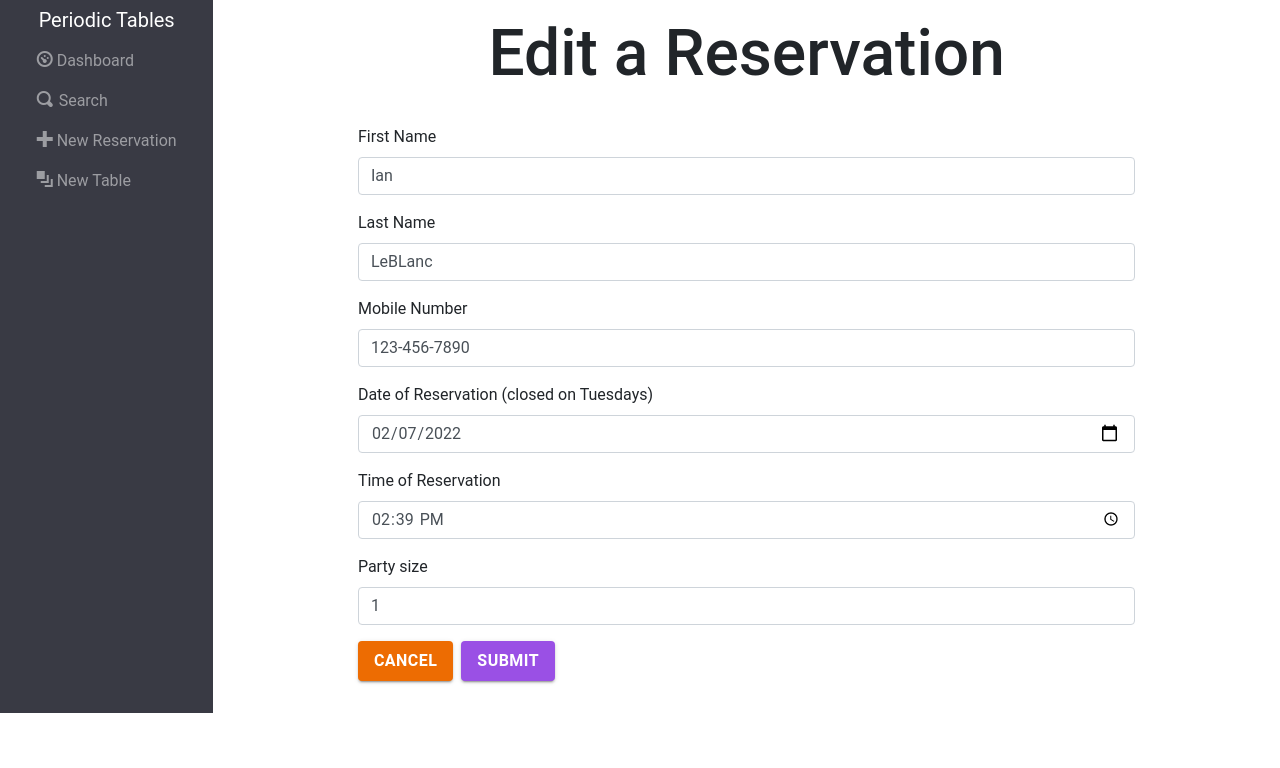 Periodic Tables
Dashboard
Search
New Reservation
New Table
Edit a Reservation
First Name
Ian
Last Name
LeBLanc
Mobile Number
123-456-7890
Date of Reservation (closed on Tuesdays)
02/07/2022
Time of Reservation
02:39 PM
Party size
1
CANCEL SUBMIT